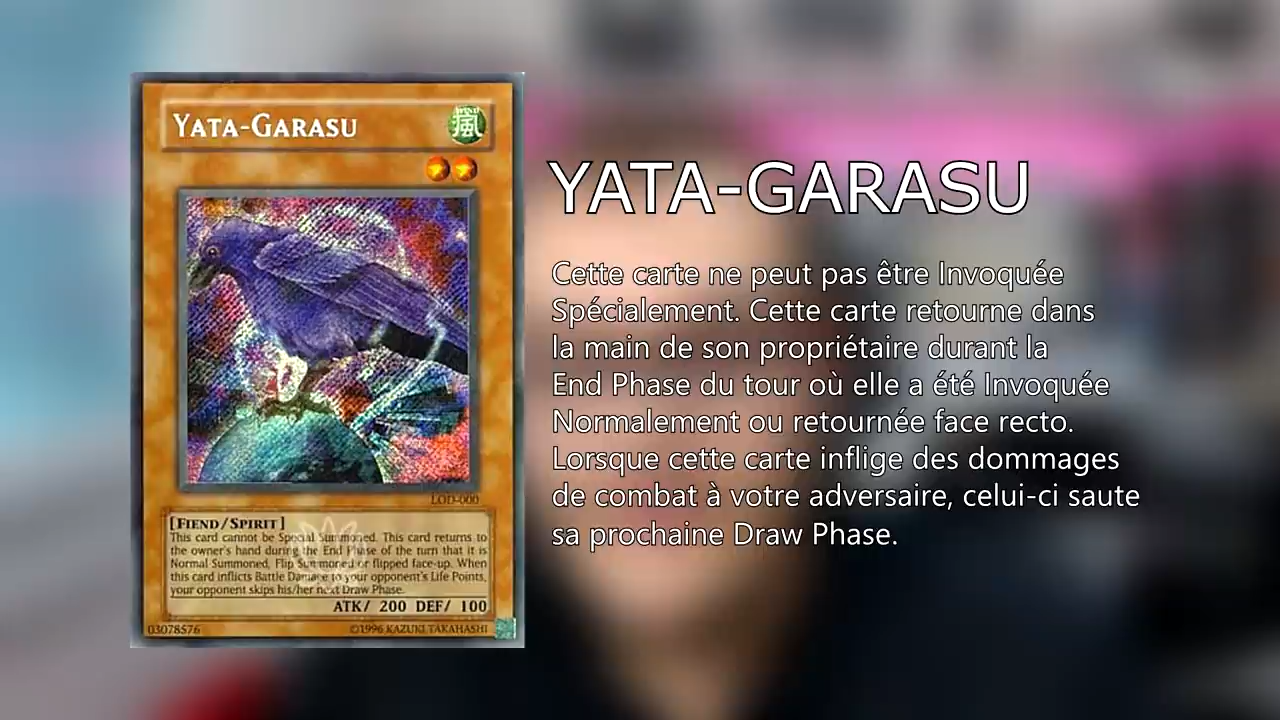 YATA-GARASU
WIND
風
LOD-000
[FIEND/SPIRIT]
This card cannot be Special Summoned. This card returns to
the owner's hand during the End Phase of the turn that it is
Normal Summoned, Flip Summoned or flipped face-up. When
this card inflicts Battle Damage to your opponent's Life Points,
your opponent skips his/her next Draw Phase.
ATK/ 200 DEF/ 100
03078576
©1996 KAZUKI TAKAHASHI
YATA-GARASU
Cette carte ne peut pas être Invoquée
Spécialement. Cette carte retourne dans
la main de son propriétaire durant la
End Phase du tour où elle a été Invoquée
Normalement ou retournée face recto.
Lorsque cette carte inflige des dommages
de combat à votre adversaire, celui-ci saute
sa prochaine Draw Phase.